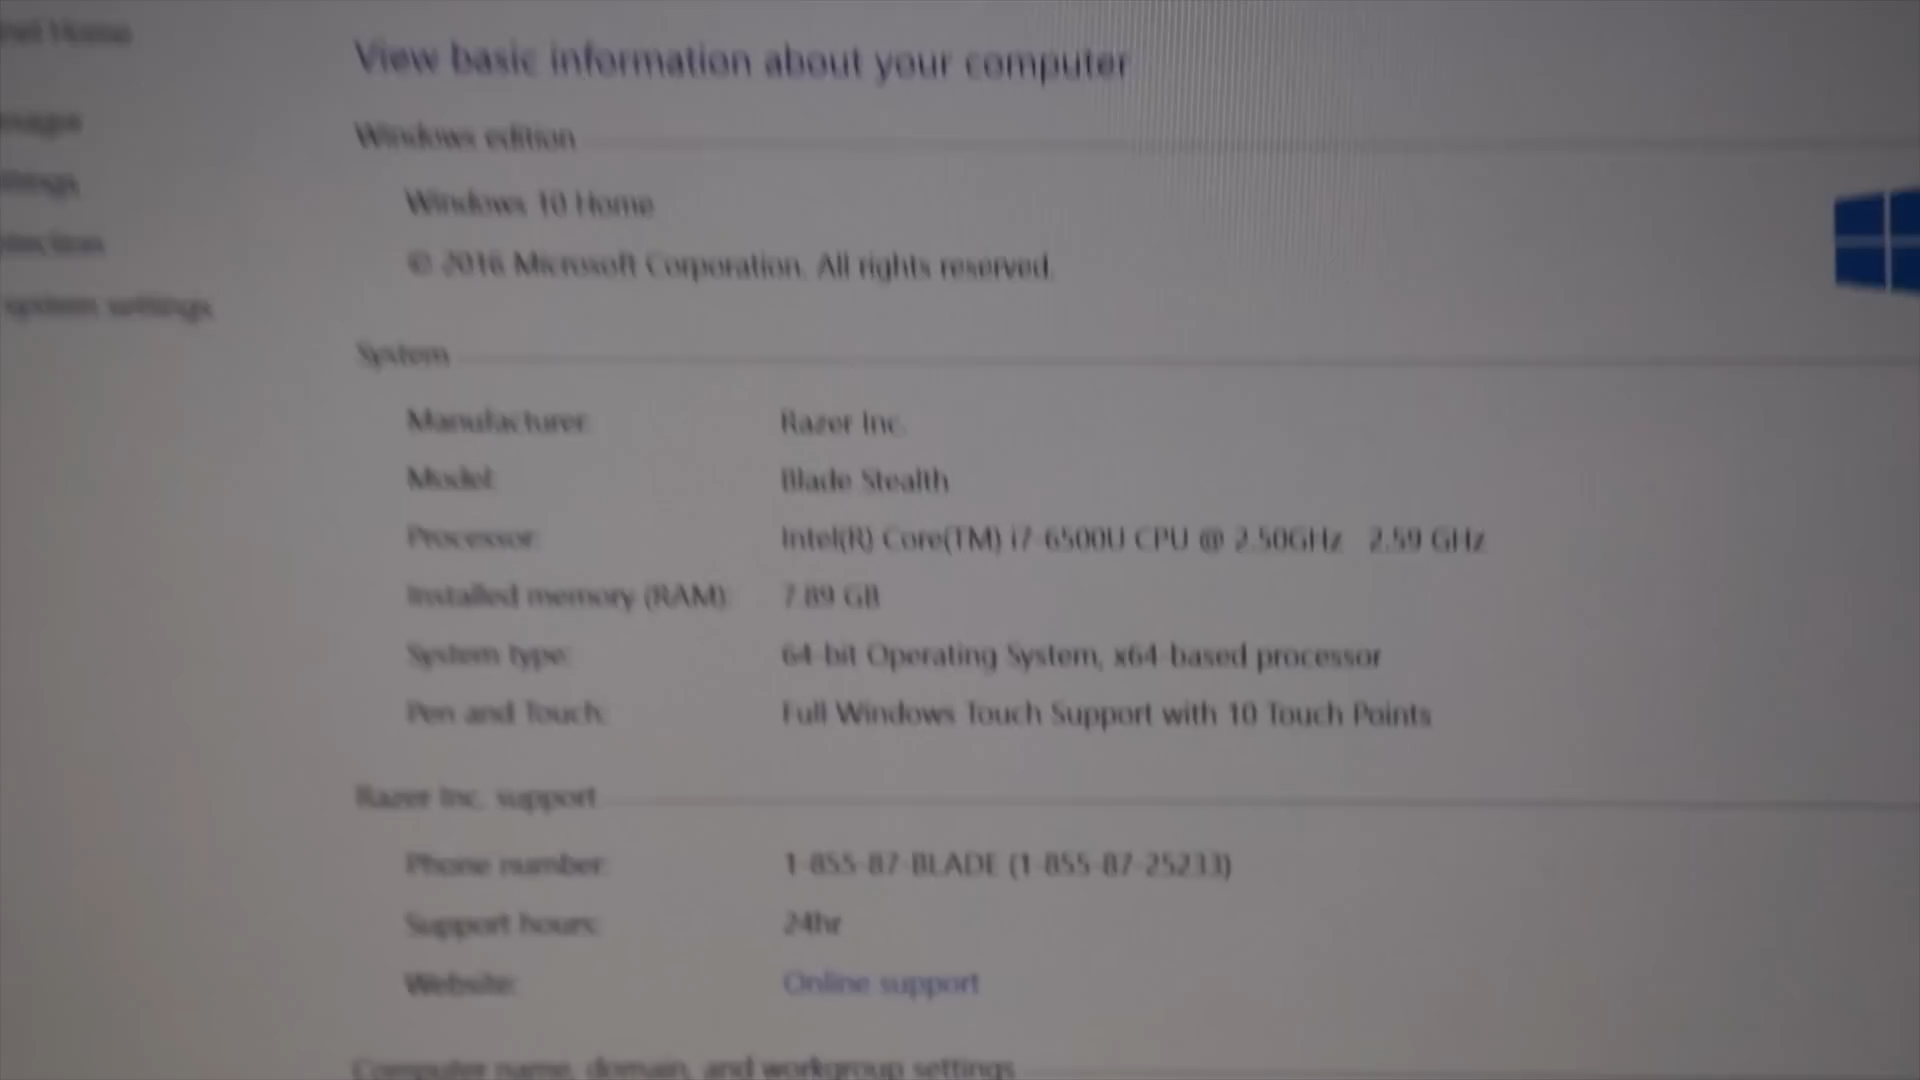 View basic information about your computer
Windows edition
Windows 10 Home
© 2016 Microsoft Corporation. All rights reserved.
system settings
System
Manufacturer: Razer Inc.
Model: Blade Stealth
Processor: Intel(R) Core(TM) i7-6500U CPU @ 2.50GHz 2.59 GHz
Installed memory (RAM): 7.89 GB
System type: 64-bit Operating System, x64-based processor
Pen and Touch: Full Windows Touch Support with 10 Touch Points
Razer Inc. support
Phone number: 1-855-87-BLADE (1-855-87-25233)
Support hours: 24hr
Website: Online support
Computer name, domain, and workgroup settings